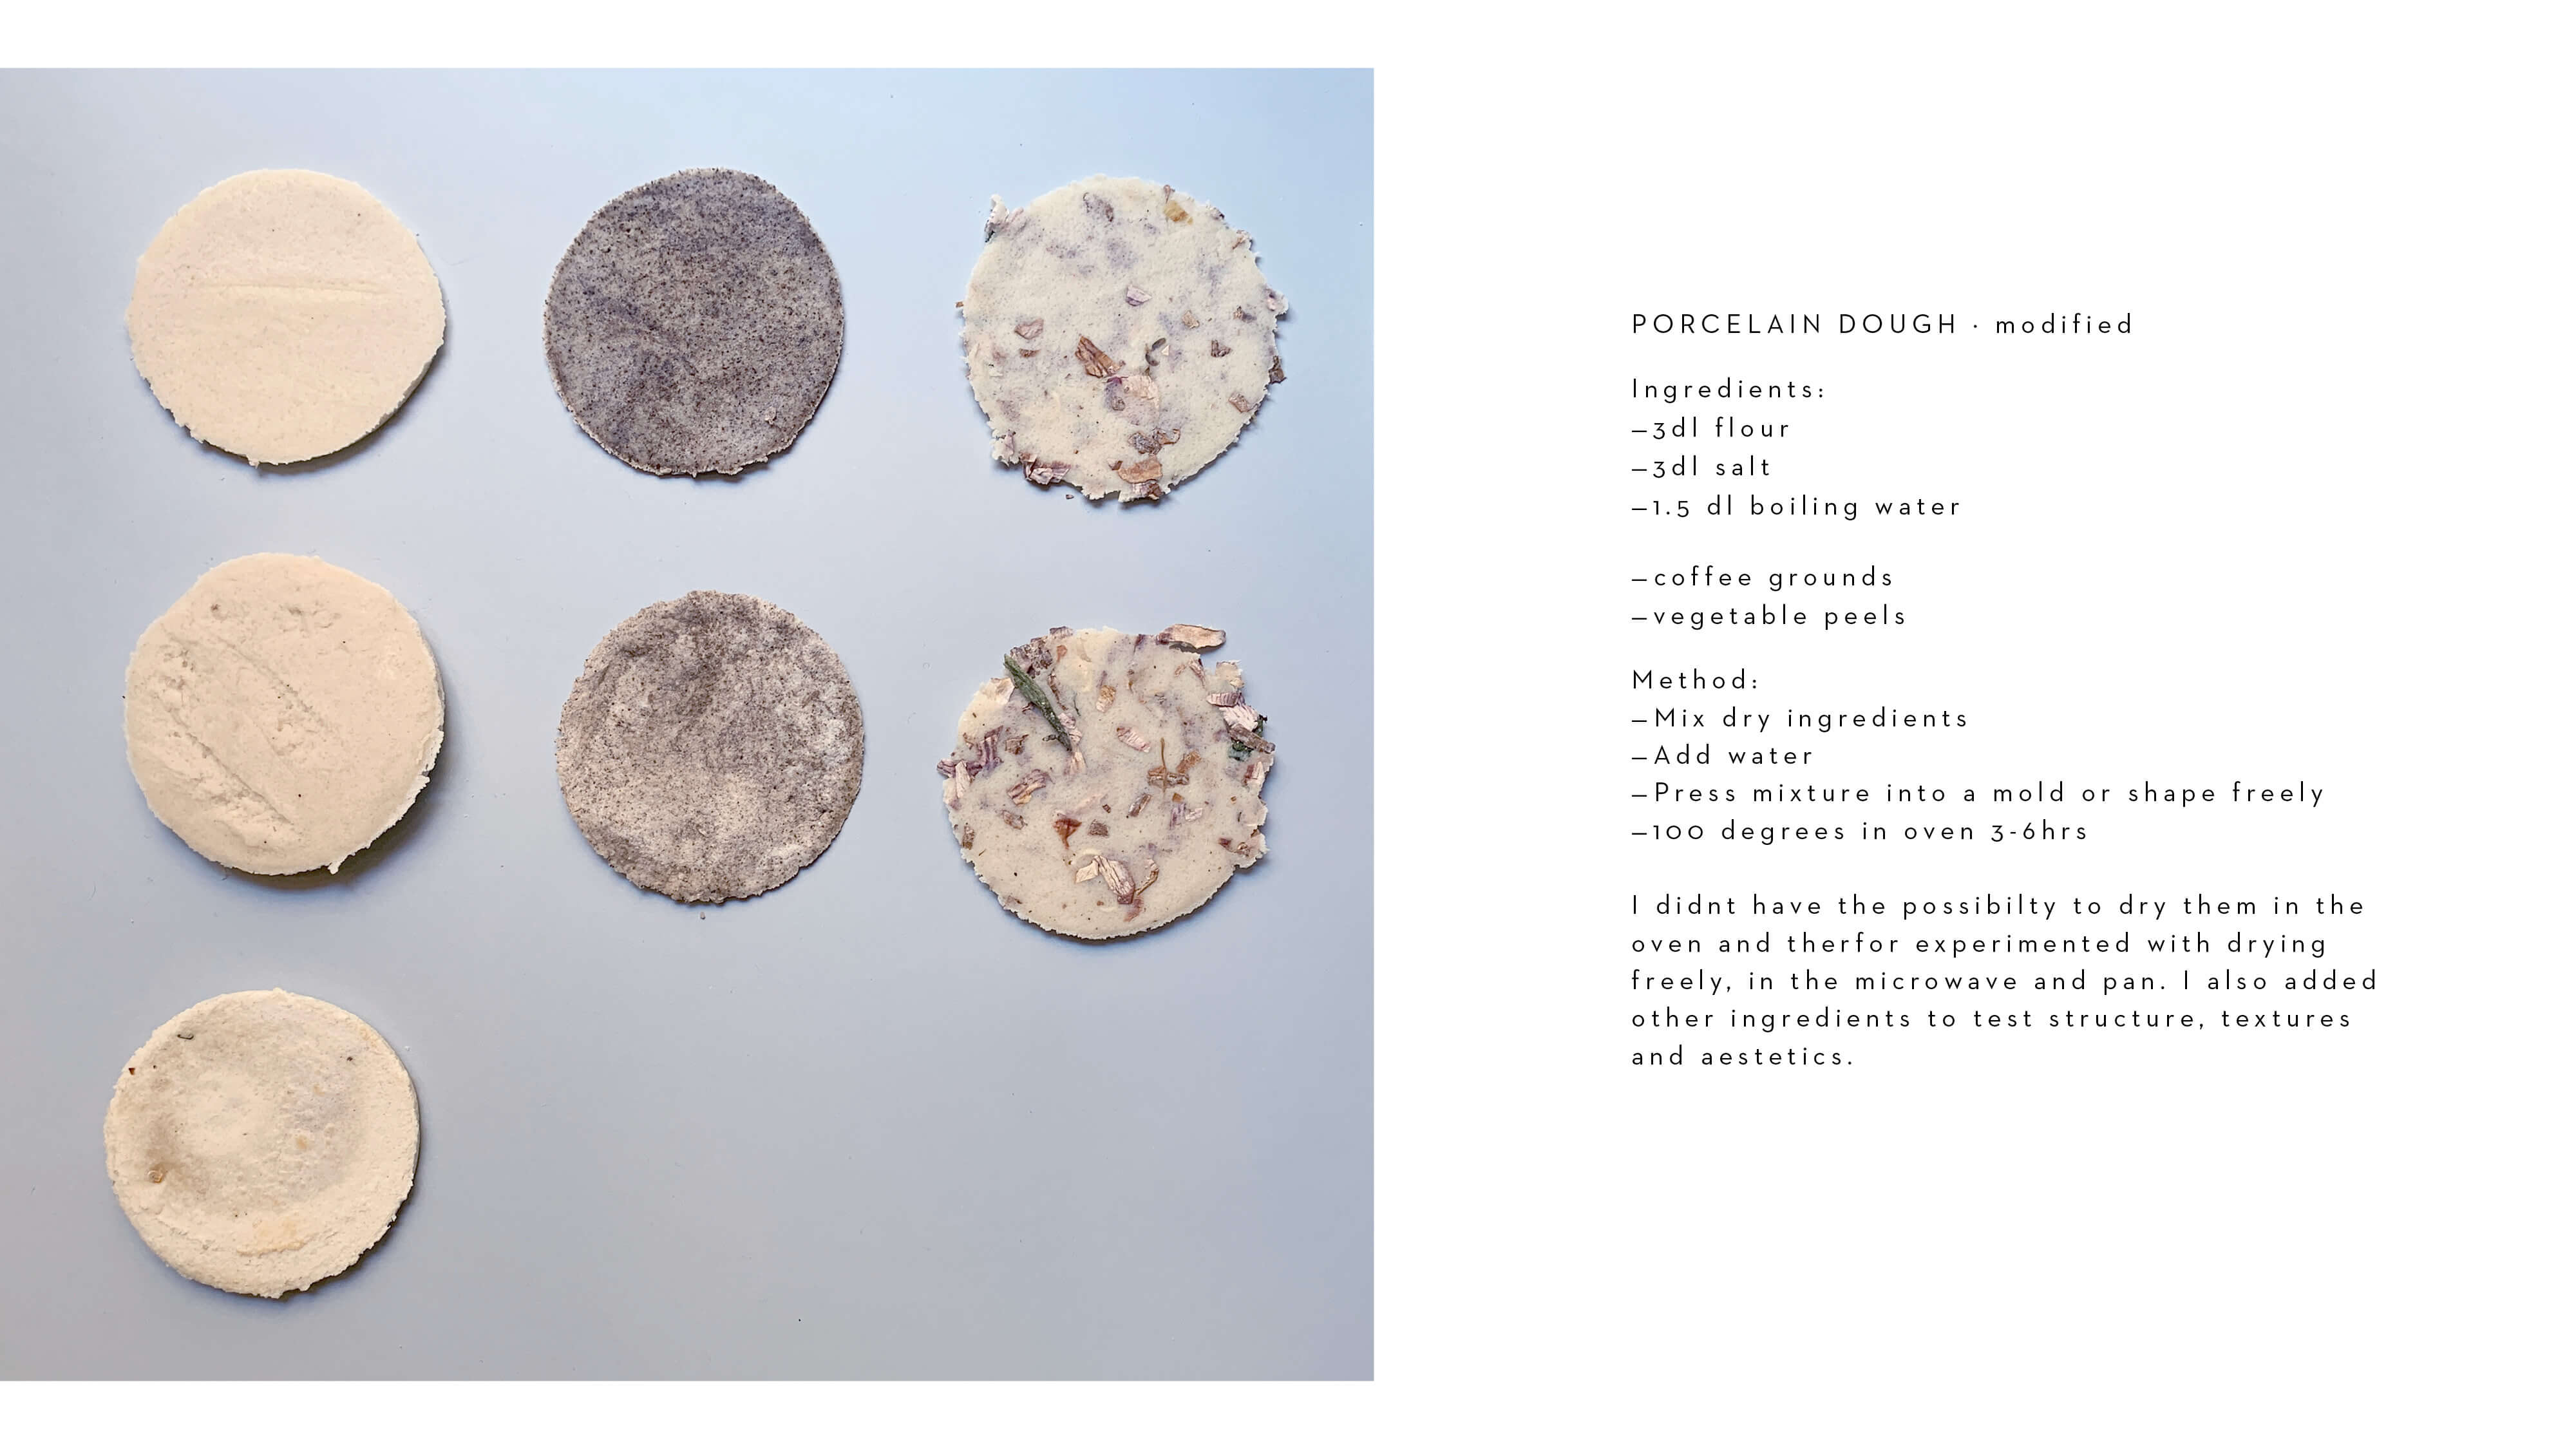 PORCELAIN DOUGH · modified
Ingredients:
–3dl flour
–3dl salt
–1.5 dl boiling water
–coffee grounds
–vegetable peels
Method:
–Mix dry ingredients
–Add water
–Press mixture into a mold or shape freely
–100 degrees in oven 3-6hrs
I didnt have the possibilty to dry them in the
oven and therfor experimented with drying
freely, in the microwave and pan. I also added
other ingredients to test structure, textures
and aestetics.